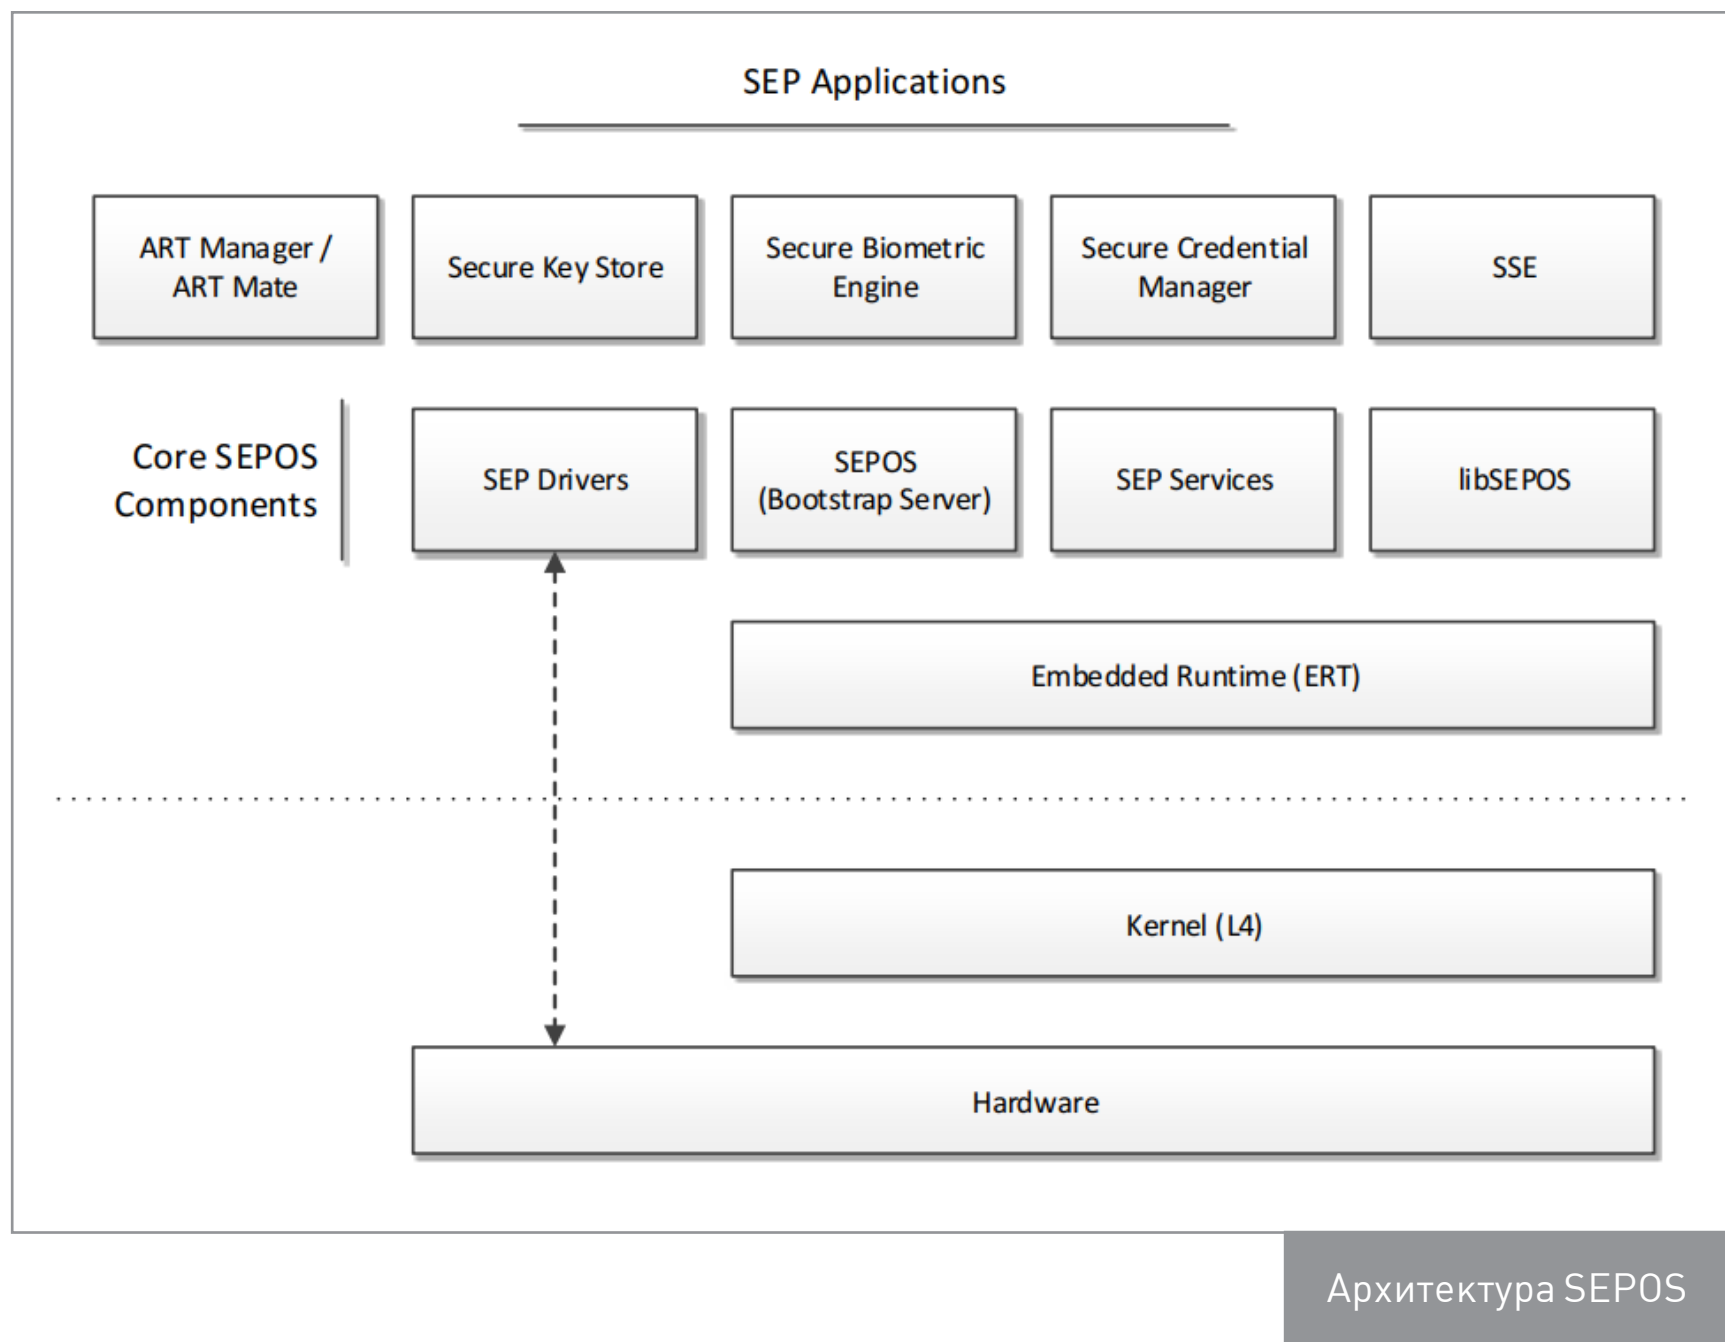 SEP Applications
ART Manager /
ART Mate
Secure Key Store
Secure Biometric
Engine
Secure Credential
Manager
SSE
Core SEPOS
Components
SEP Drivers
SEPOS
(Bootstrap Server)
SEP Services
libSEPOS
Embedded Runtime (ERT)
Kernel (L4)
Hardware
Архитектура SEPOS